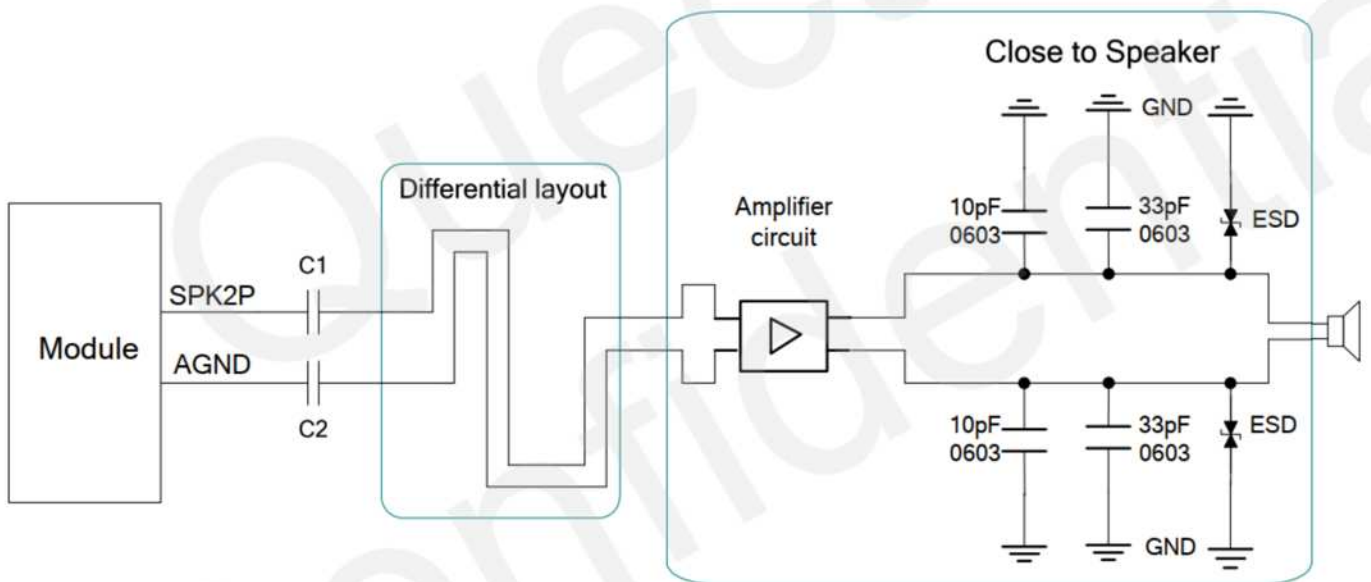 Close to Speaker
GND
Differential layout
10pF
0603
33pF
0603
ESD
Amplifier
circuit
C1
SPK2P
Module
AGND
C2
10pF
0603
33pF
0603
ESD
GND